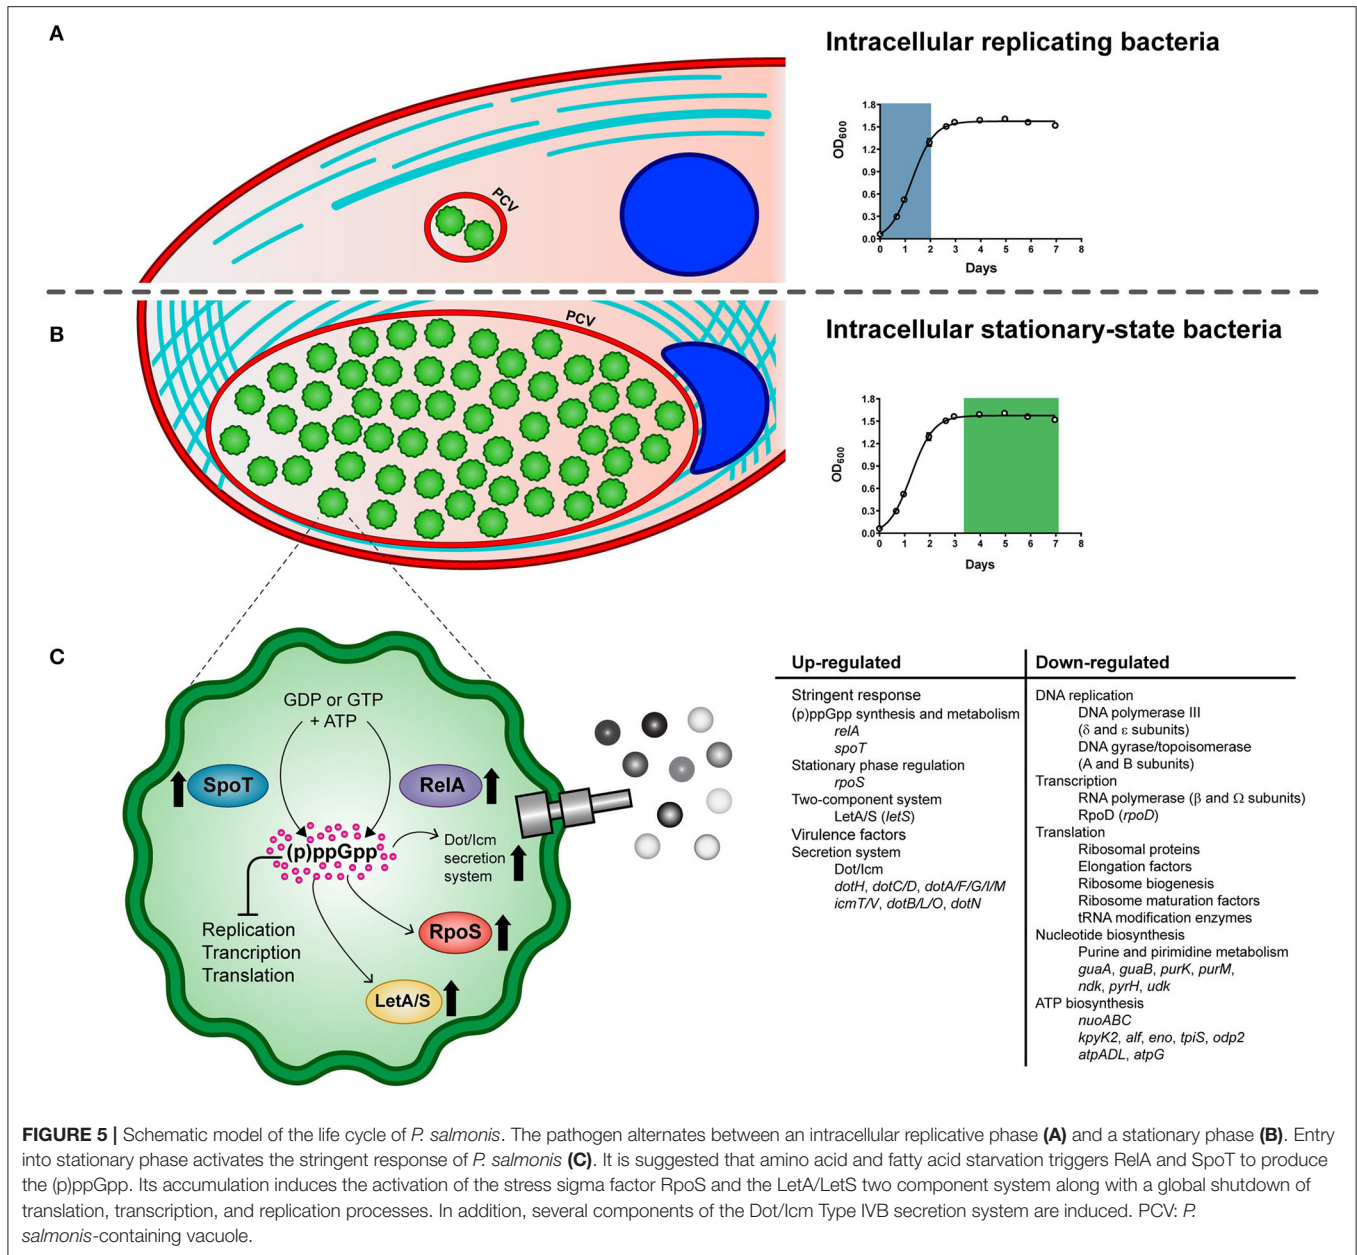 A
Intracellular replicating bacteria
PCV
OD600
1.8
1.5
1.2
0.9
0.6
0.3
0.0
0 1 2 3 4 5 6 7 8
Days
B
Intracellular stationary-state bacteria
PCV
OD600
1.8
1.5
1.2
0.9
0.6
0.3
0.0
0 1 2 3 4 5 6 7 8
Days
C
GDP or GTP
+ ATP
SpoT
RelA
(p)ppGpp
Dot/Icm
secretion
system
Replication
Trancription
Translation
RpoS
LetA/S
Up-regulated
Stringent response
(p)ppGpp synthesis and metabolism
relA
spoT
Stationary phase regulation
rpoS
Two-component system
LetA/S (letS)
Virulence factors
Secretion system
Dot/Icm
dotH, dotC/D, dotA/F/G/I/M
icmT/V, dotB/L/O, dotN
Down-regulated
DNA replication
DNA polymerase III
(δ and ε subunits)
DNA gyrase/topoisomerase
(A and B subunits)
Transcription
RNA polymerase (β and Ω subunits)
RpoD (rpoD)
Translation
Ribosomal proteins
Elongation factors
Ribosome biogenesis
Ribosome maturation factors
tRNA modification enzymes
Nucleotide biosynthesis
Purine and pirimidine metabolism
guaA, guaB, purK, purM,
ndk, pyrH, udk
ATP biosynthesis
nuoABC
kpyK2, alf, eno, tpiS, odp2
atpADL, atpG
FIGURE 5 | Schematic model of the life cycle of P. salmonis. The pathogen alternates between an intracellular replicative phase (A) and a stationary phase (B). Entry
into stationary phase activates the stringent response of P. salmonis (C). It is suggested that amino acid and fatty acid starvation triggers RelA and SpoT to produce
the (p)ppGpp. Its accumulation induces the activation of the stress sigma factor RpoS and the LetA/LetS two component system along with a global shutdown of
translation, transcription, and replication processes. In addition, several components of the Dot/Icm Type IVB secretion system are induced. PCV: P.
salmonis-containing vacuole.